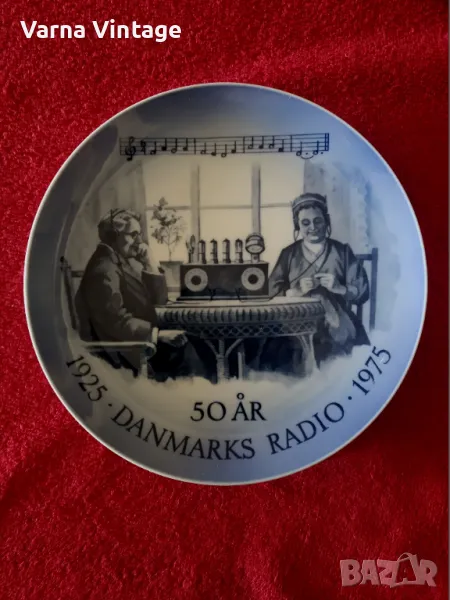 Varna Vintage
50 ÅR
1925 · DANMARKS RADIO · 1975
BAZAR